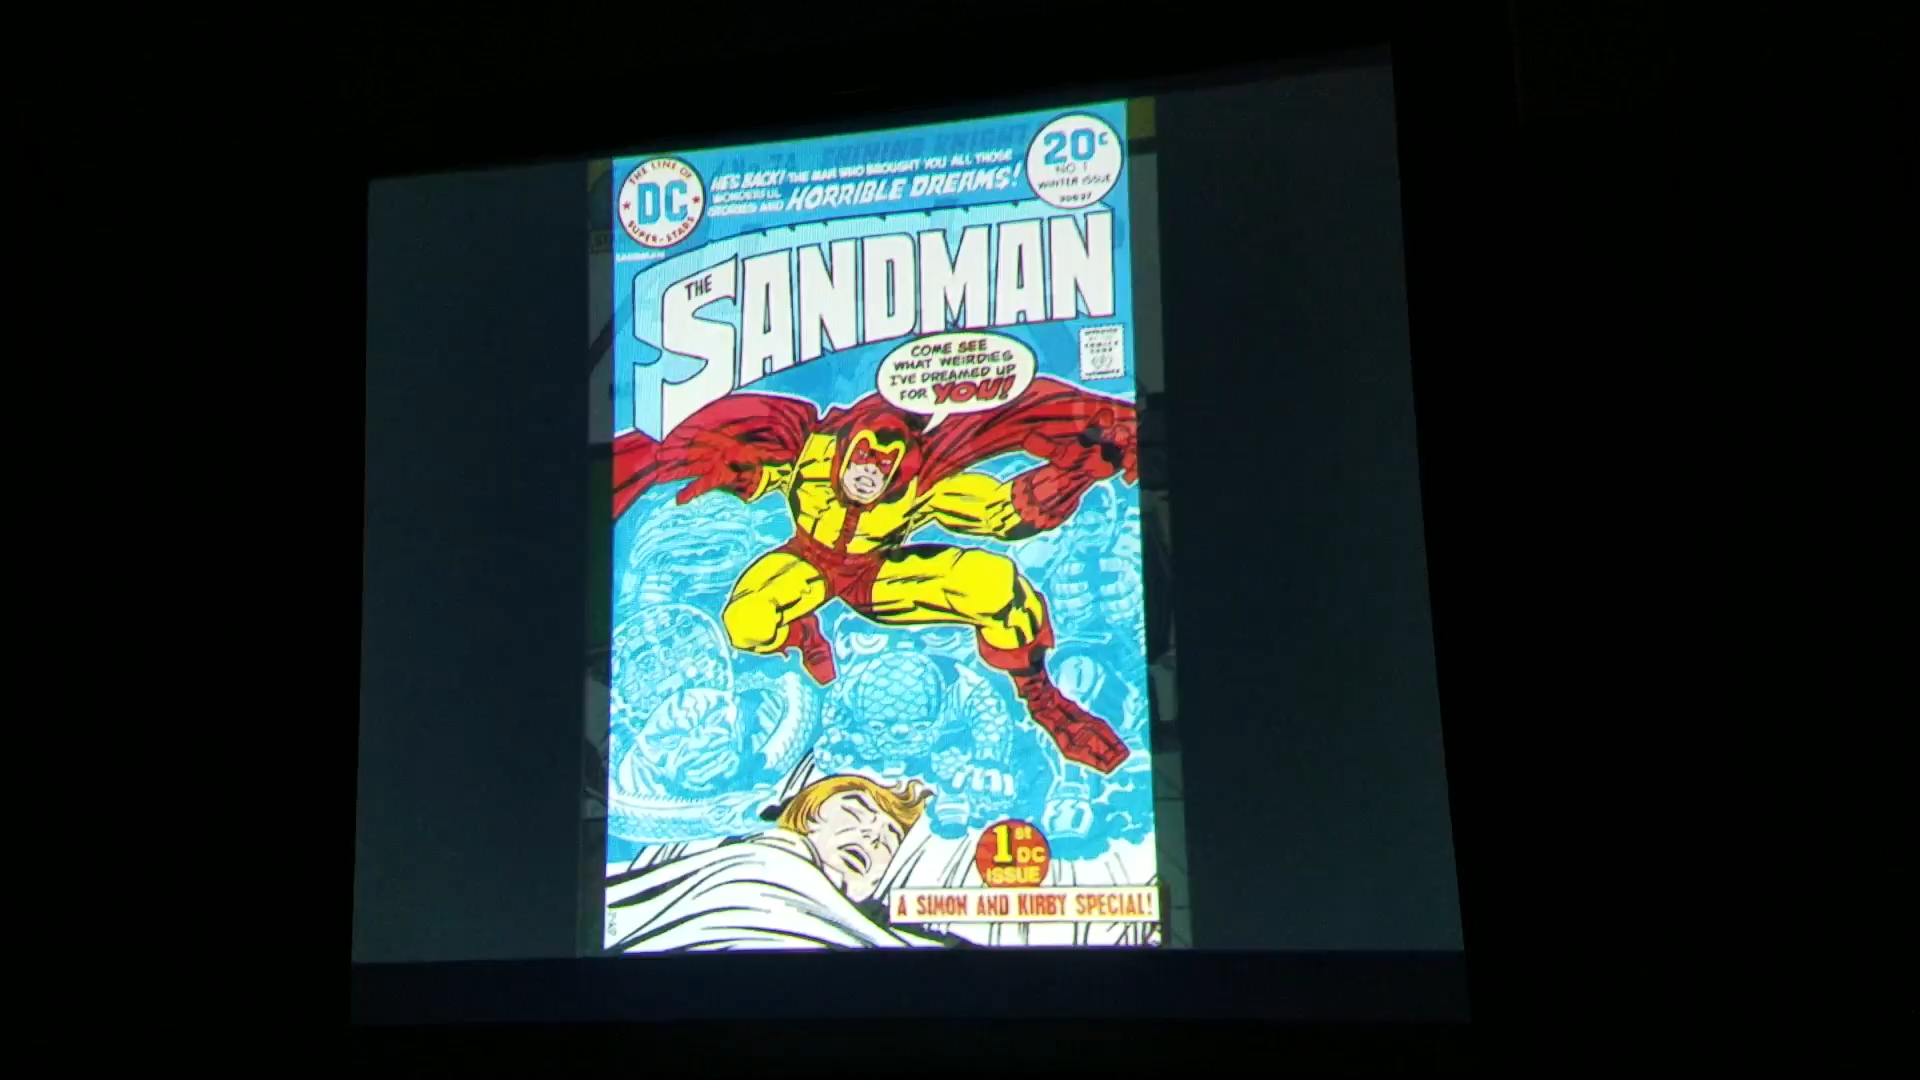 THE LINE OF
DC
SUPER-STARS
HE'S BACK! THE MAN WHO BROUGHT YOU ALL THOSE
WONDERFUL
STORIES AND HORRIBLE DREAMS!
20¢
NO. 1
WINTER ISSUE
30637
SANDMAN
THE
SANDMAN
COME SEE
WHAT WEIRDIES
I'VE DREAMED UP
FOR YOU!
1st
DC
ISSUE
A SIMON AND KIRBY SPECIAL!